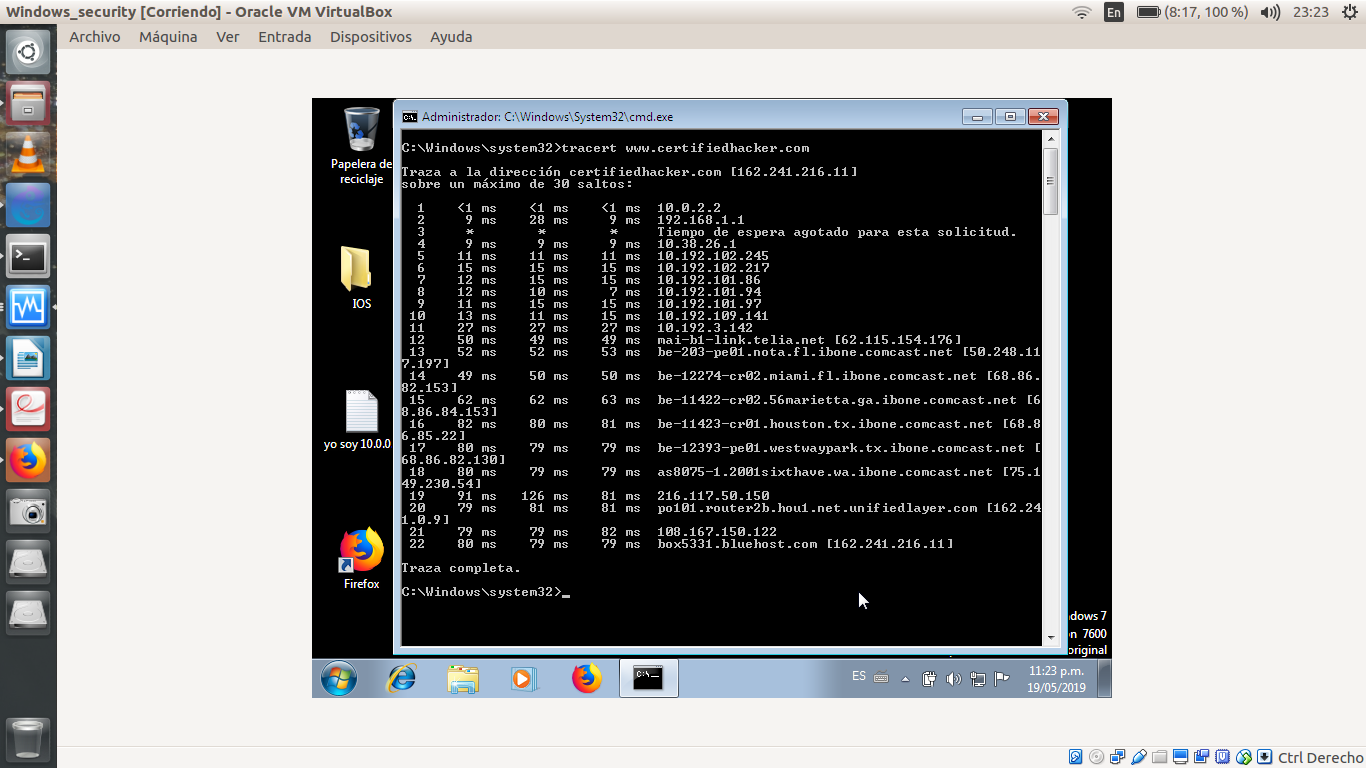 Windows_security [Corriendo] - Oracle VM VirtualBox
En
(8:17, 100 %)
23:23
Archivo Máquina Ver Entrada Dispositivos Ayuda
Papelera de
reciclaje
IOS
yo soy 10.0.0
Firefox
Administrador: C:\Windows\System32\cmd.exe
C:\Windows\system32>tracert www.certifiedhacker.com
Traza a la dirección certifiedhacker.com [162.241.216.11]
sobre un máximo de 30 saltos:
1 <1 ms <1 ms <1 ms 10.0.2.2
2 9 ms 28 ms 9 ms 192.168.1.1
3 * * * Tiempo de espera agotado para esta solicitud.
4 9 ms 9 ms 9 ms 10.38.26.1
5 11 ms 11 ms 11 ms 10.192.102.245
6 15 ms 15 ms 15 ms 10.192.102.217
7 12 ms 15 ms 15 ms 10.192.101.86
8 12 ms 10 ms 7 ms 10.192.101.94
9 11 ms 15 ms 15 ms 10.192.101.97
10 13 ms 11 ms 15 ms 10.192.109.141
11 27 ms 27 ms 27 ms 10.192.3.142
12 50 ms 49 ms 49 ms mai-b1-link.telia.net [62.115.154.176]
13 52 ms 52 ms 53 ms be-203-pe01.nota.fl.ibone.comcast.net [50.248.11
7.197]
14 49 ms 50 ms 50 ms be-12274-cr02.miami.fl.ibone.comcast.net [68.86.
82.153]
15 62 ms 62 ms 63 ms be-11422-cr02.56marietta.ga.ibone.comcast.net [6
8.86.84.153]
16 82 ms 80 ms 81 ms be-11423-cr01.houston.tx.ibone.comcast.net [68.8
6.85.22]
17 80 ms 79 ms 79 ms be-12393-pe01.westwaypark.tx.ibone.comcast.net [
68.86.82.130]
18 80 ms 79 ms 79 ms as8075-1.2001sixthave.wa.ibone.comcast.net [75.1
49.230.54]
19 91 ms 126 ms 81 ms 216.117.50.150
20 79 ms 81 ms 81 ms po101.router2b.hou1.net.unifiedlayer.com [162.24
1.0.9]
21 79 ms 79 ms 82 ms 108.167.150.122
22 80 ms 79 ms 79 ms box5331.bluehost.com [162.241.216.11]
Traza completa.
C:\Windows\system32>_
dows 7
n 7600
original
ES
11:23 p.m.
19/05/2019
Ctrl Derecho